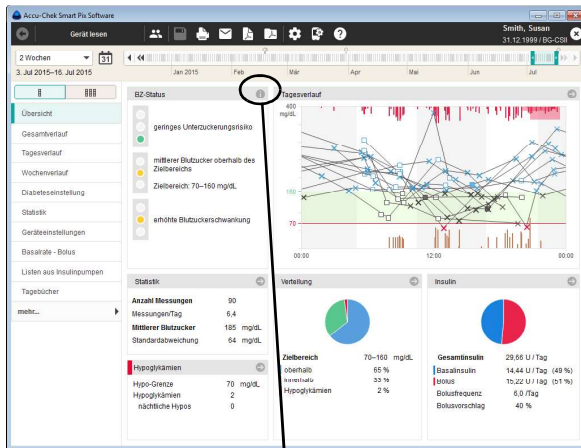 Accu-Chek Smart Pix Software
Gerät lesen
Smith, Susan
31.12.1999 / BG-CSII
2 Wochen
31
3. Jul 2015–16. Jul 2015
Jan 2015 Feb Mär Apr Mai Jun Jul
Übersicht
Gesamtverlauf
Tagesverlauf
Wochenverlauf
Diabeteseinstellung
Statistik
Geräteeinstellungen
Basalrate - Bolus
Listen aus Insulinpumpen
Tagebücher
mehr...
BZ-Status
geringes Unterzuckerungsrisiko
mittlerer Blutzucker oberhalb des
Zielbereichs
Zielbereich: 70–160 mg/dL
erhöhte Blutzuckerschwankung
Tagesverlauf
400
mg/dL
160
70
00:00 12:00 00:00
Statistik
Anzahl Messungen 90
Messungen/Tag 6,4
Mittlerer Blutzucker 185 mg/dL
Standardabweichung 64 mg/dL
Hypoglykämien
Hypo-Grenze 70 mg/dL
Hypoglykämien 2
nächtliche Hypos 0
Verteilung
Zielbereich 70–160 mg/dL
oberhalb 65 %
innerhalb 33 %
Hypoglykämien 2 %
Insulin
Gesamtinsulin 29,66 U / Tag
Basalinsulin 14,44 U / Tag (49 %)
Bolus 15,22 U / Tag (51 %)
Bolusfrequenz 6,0 /Tag
Bolusvorschlag 40 %